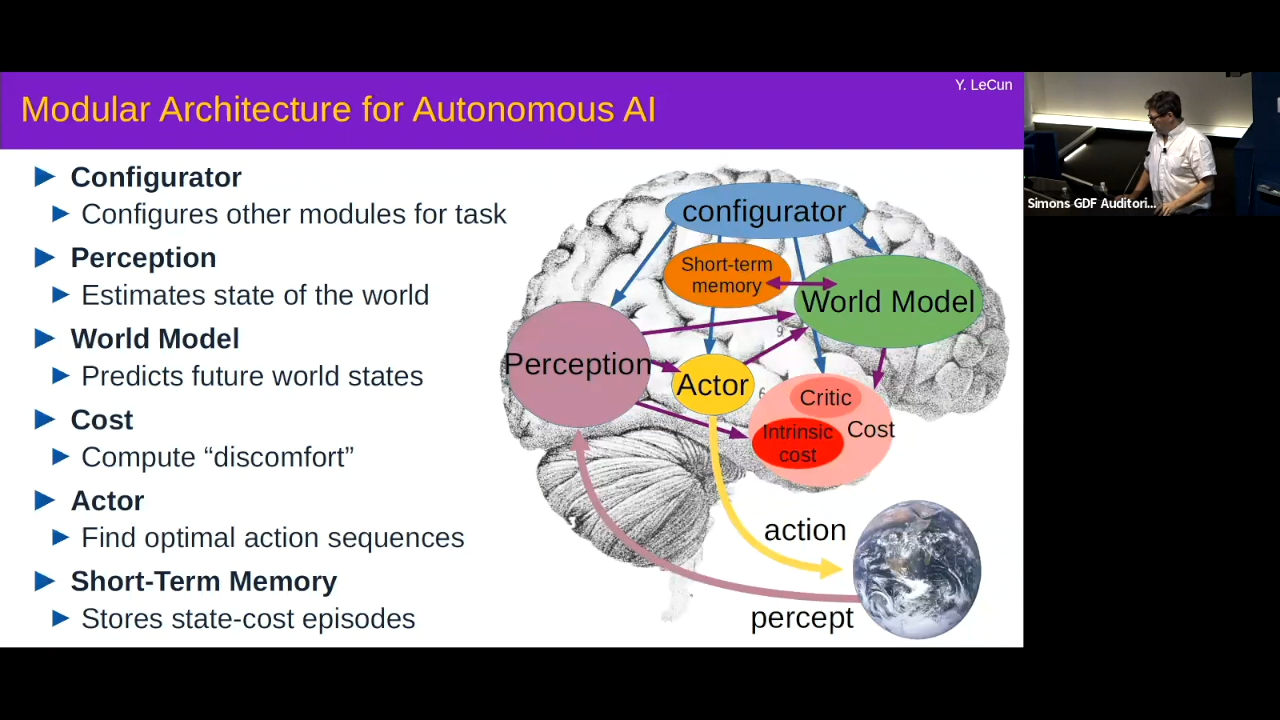 Y. LeCun
Modular Architecture for Autonomous AI
Configurator
Configures other modules for task
Perception
Estimates state of the world
World Model
Predicts future world states
Cost
Compute “discomfort”
Actor
Find optimal action sequences
Short-Term Memory
Stores state-cost episodes
configurator
Short-term
memory
World Model
9
Perception
Actor
6
Critic
Intrinsic
cost
Cost
action
percept
Simons GDF Auditori...